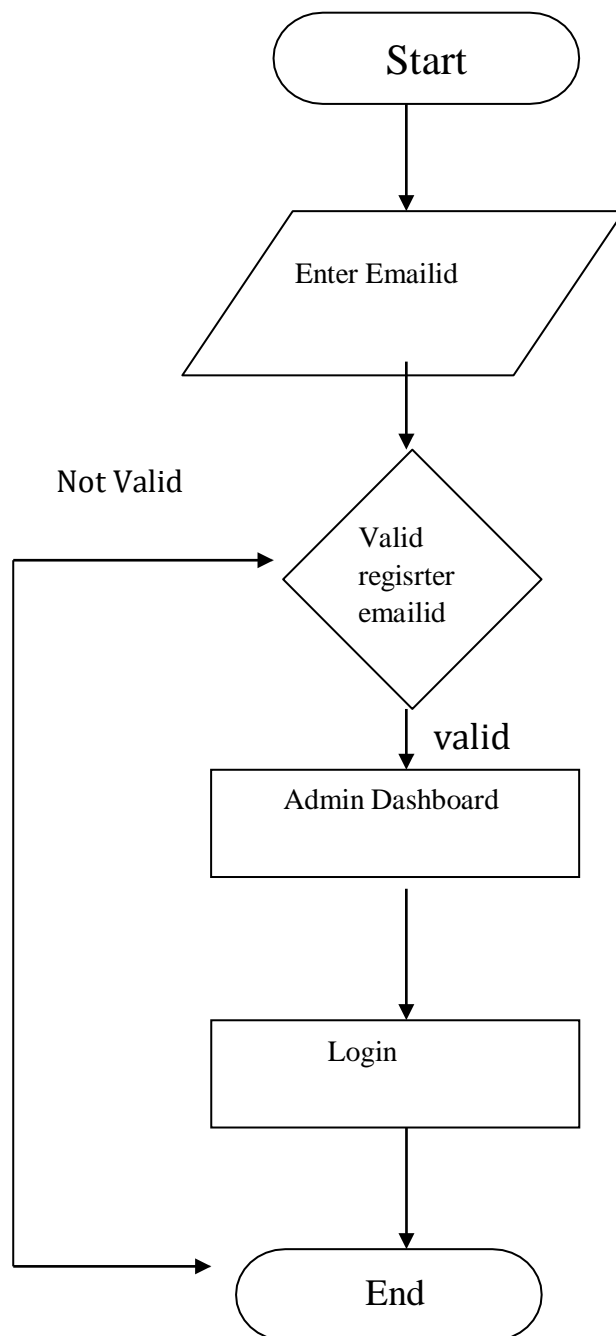 Start
Enter Emailid
Not Valid
Valid
regisrter
emailid
valid
Admin Dashboard
Login
End